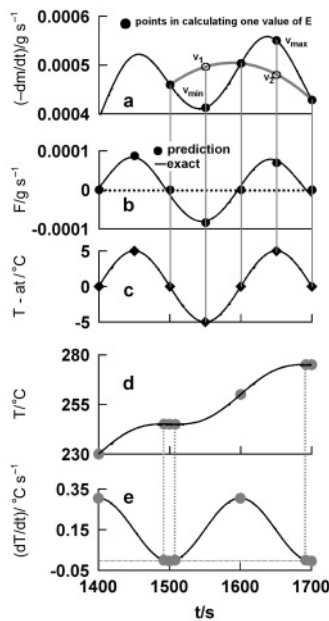 0.0006
points in calculating one value of E
v1
vmax
0.0005
vmin
v2
0.0004
a
(−dm/dt)/g s⁻¹
0.0001
prediction
exact
0
b
-0.0001
F/g s⁻¹
5
0
c
-5
T - at/°C
280
d
255
230
T/°C
0.35
e
0.15
-0.05
(dT/dt)/°C s⁻¹
1400 1500 1600 1700
t/s